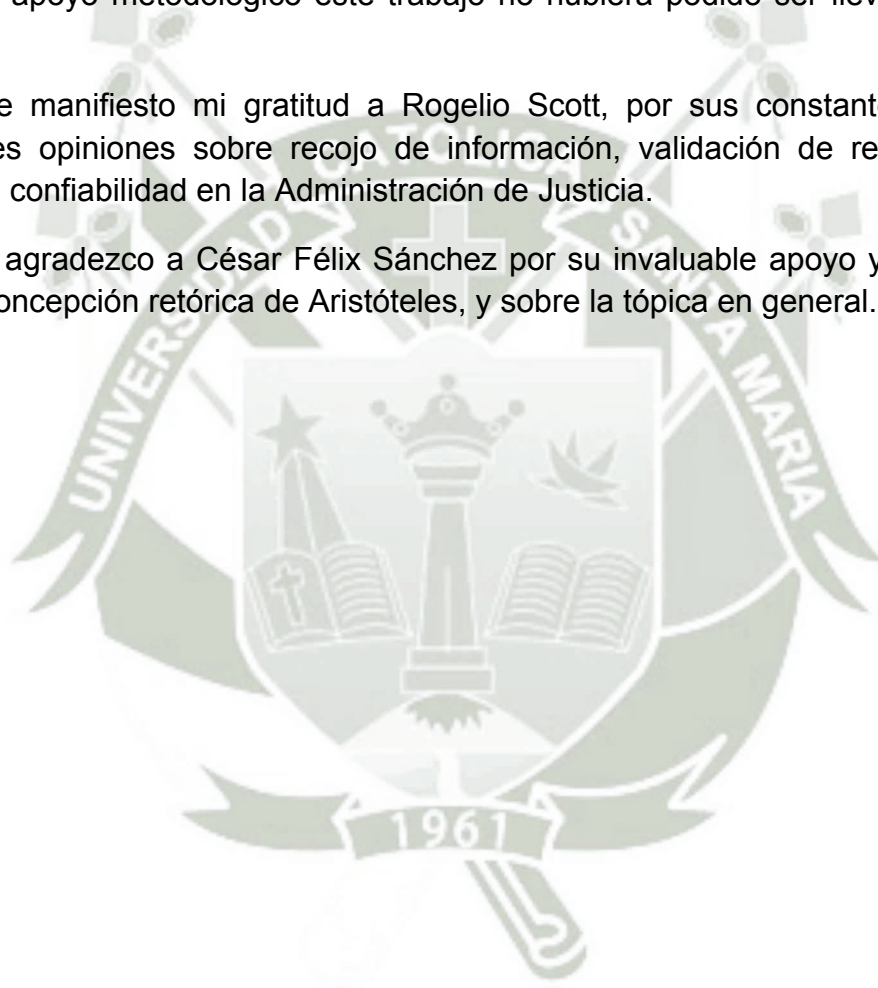 apoyo metodológico este trabajo no hubiera podido ser llev
e manifiesto mi gratitud a Rogelio Scott, por sus constant
es opiniones sobre recojo de información, validación de re
confiabilidad en la Administración de Justicia.
agradezco a César Félix Sánchez por su invaluable apoyo y
oncepción retórica de Aristóteles, y sobre la tópica en general.
UNIVERSIDAD CATOLICA SANTA MARIA
1961